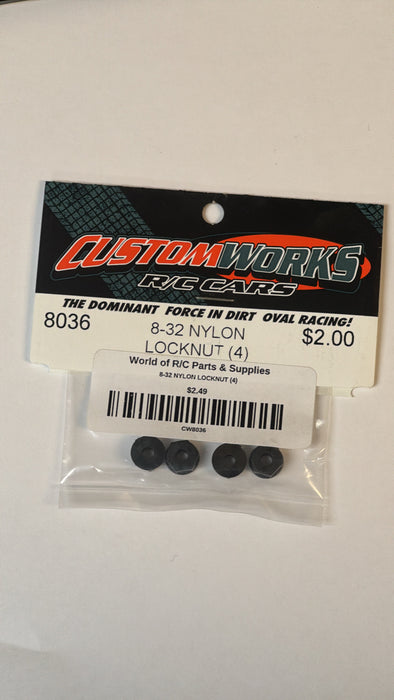 CUSTOMWORKS
R/C CARS
THE DOMINANT FORCE IN DIRT OVAL RACING!
8036 8-32 NYLON $2.00
LOCKNUT (4)
World of R/C Parts & Supplies
8-32 NYLON LOCKNUT (4)
$2.49
CW8036